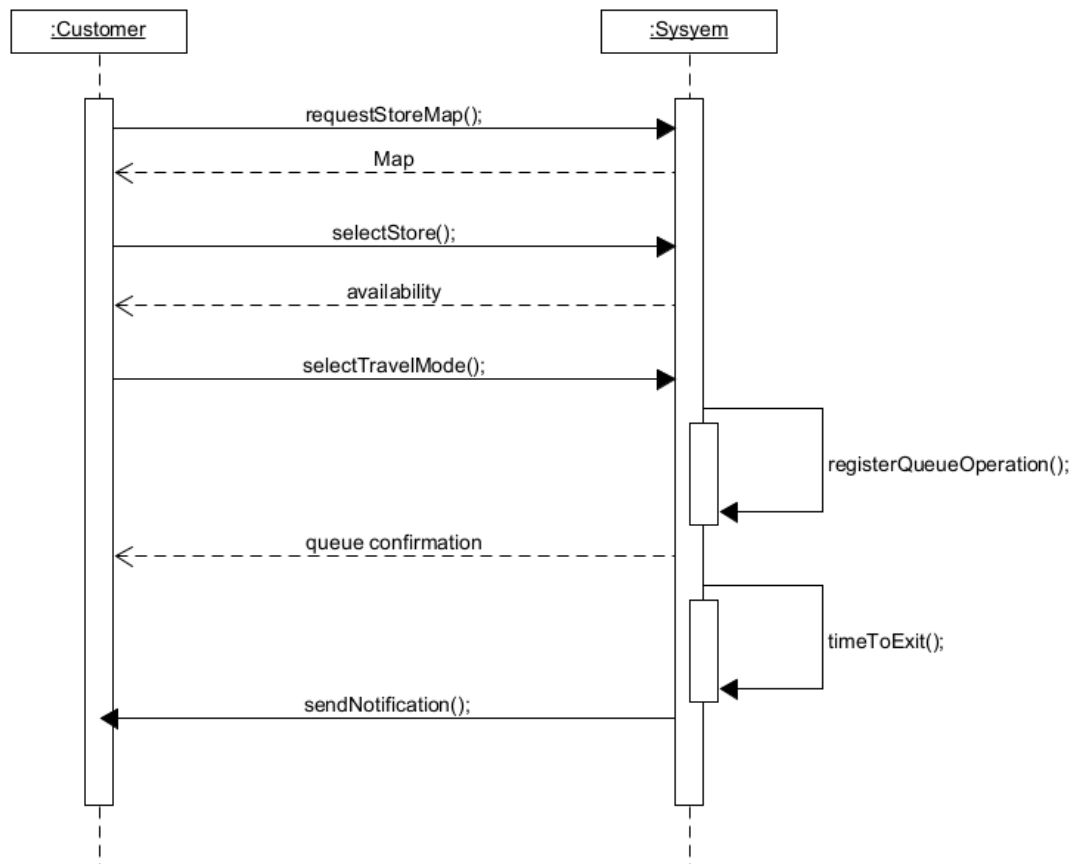 :Customer
:Sysyem
requestStoreMap();
Map
selectStore();
availability
selectTravelMode();
registerQueueOperation();
queue confirmation
timeToExit();
sendNotification();